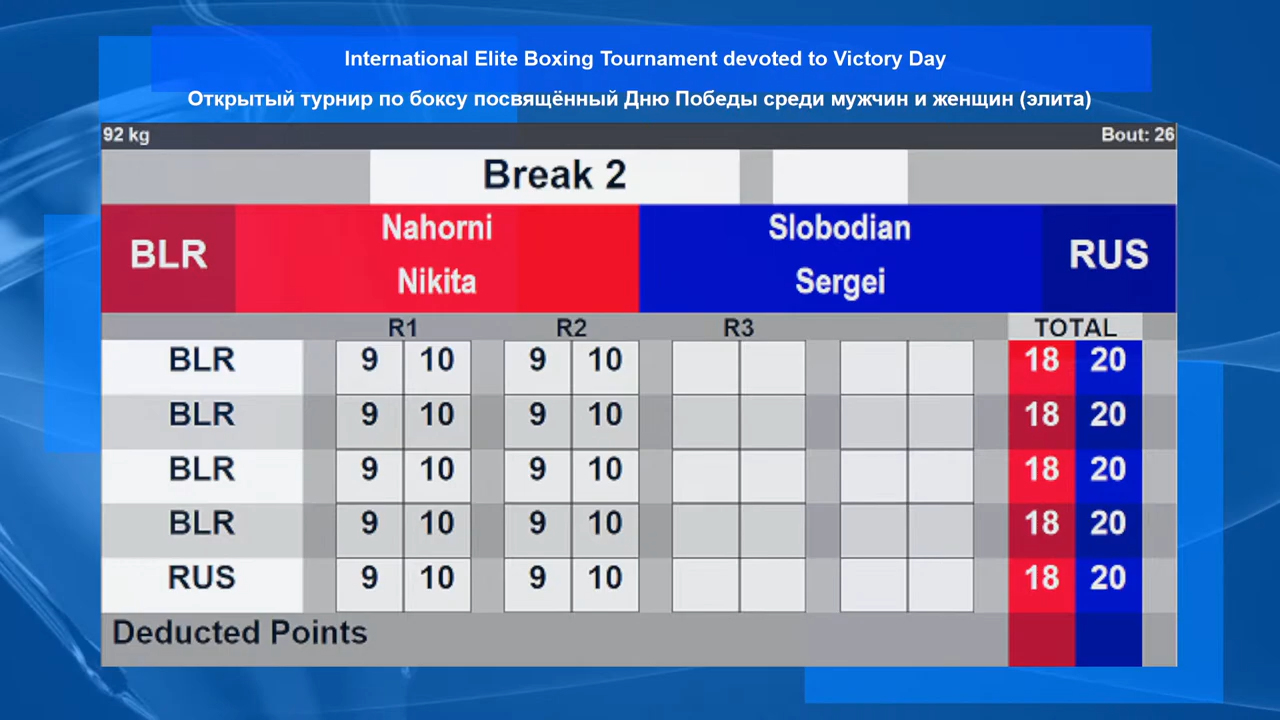 International Elite Boxing Tournament devoted to Victory Day
Открытый турнир по боксу посвящённый Дню Победы среди мужчин и женщин (элита)
92 kg Bout: 26
Break 2
BLR Nahorni Nikita Slobodian Sergei RUS
R1 R2 R3 TOTAL
BLR 9 10 9 10 18 20
BLR 9 10 9 10 18 20
BLR 9 10 9 10 18 20
BLR 9 10 9 10 18 20
RUS 9 10 9 10 18 20
Deducted Points